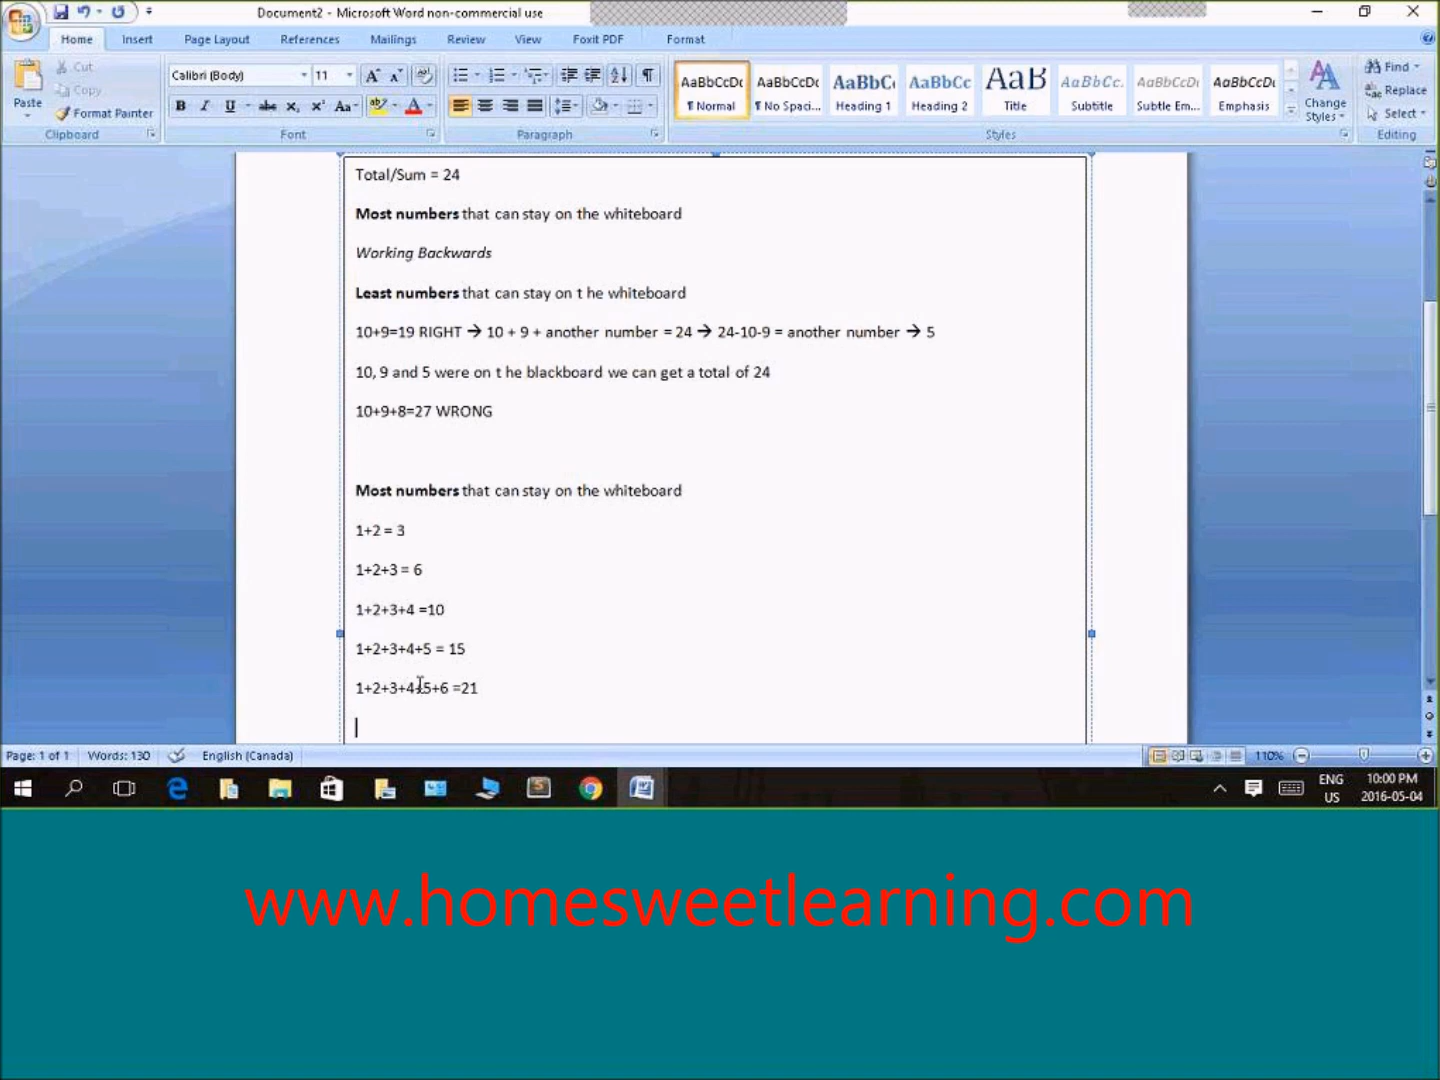 Document2 - Microsoft Word non-commercial use
Home Insert Page Layout References Mailings Review View Foxit PDF Format
Paste
Cut
Copy
Format Painter
Clipboard
Calibri (Body) 11
Font
Paragraph
AaBbCcDc AaBbCcDc AaBbC AaBbCc AaB AaBbCc. AaBbCcDi AaBbCcDi
¶ Normal ¶ No Spaci... Heading 1 Heading 2 Title Subtitle Subtle Em... Emphasis
Change
Styles
Styles
Find
Replace
Select
Editing
Total/Sum = 24
Most numbers that can stay on the whiteboard
Working Backwards
Least numbers that can stay on t he whiteboard
10+9=19 RIGHT → 10 + 9 + another number = 24 → 24-10-9 = another number → 5
10, 9 and 5 were on t he blackboard we can get a total of 24
10+9+8=27 WRONG
Most numbers that can stay on the whiteboard
1+2 = 3
1+2+3 = 6
1+2+3+4 =10
1+2+3+4+5 = 15
1+2+3+4+5+6 =21
Page: 1 of 1 Words: 130 English (Canada) 110%
ENG
US
10:00 PM
2016-05-04
www.homesweetlearning.com